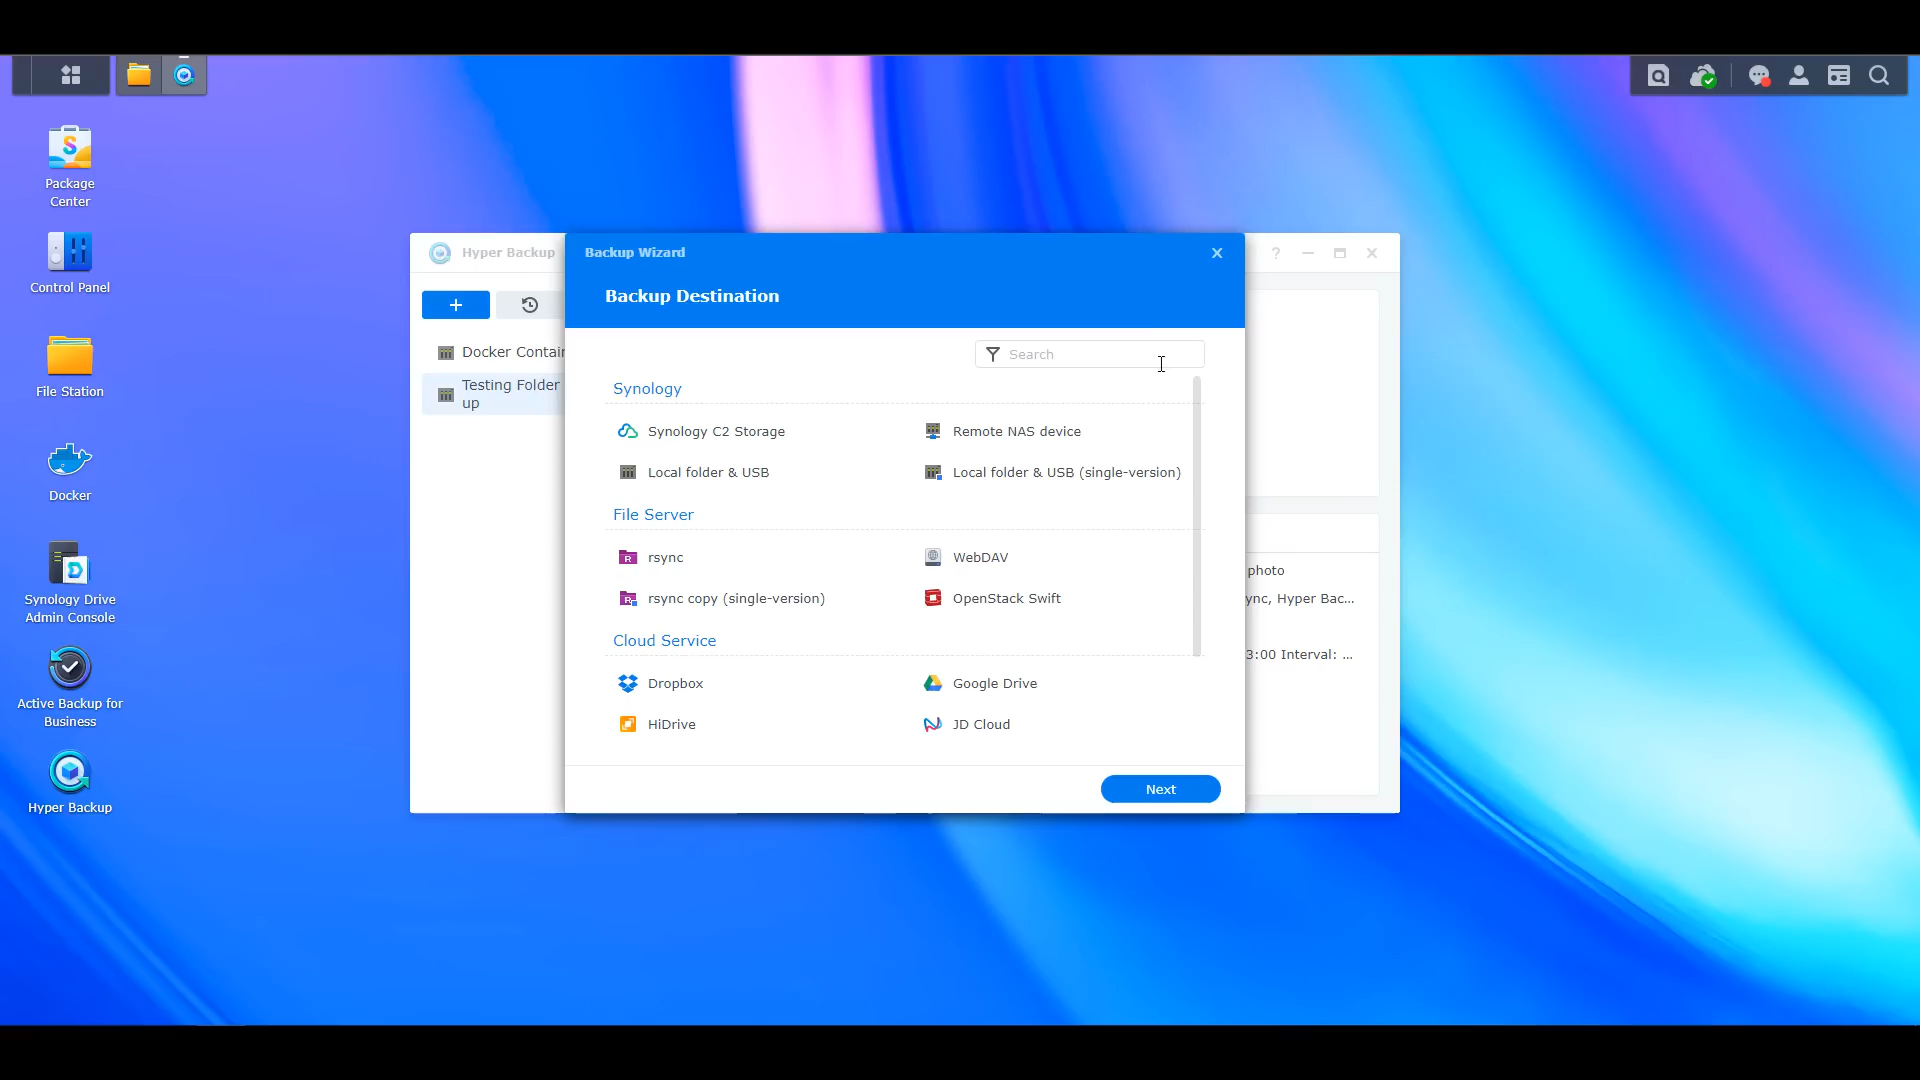 Package
Center
Control Panel
File Station
Docker
Synology Drive
Admin Console
Active Backup for
Business
Hyper Backup
Hyper Backup
Docker Contai
Testing Folder
up
Backup Wizard
Backup Destination
Search
Synology
Synology C2 Storage
Remote NAS device
Local folder & USB
Local folder & USB (single-version)
File Server
rsync
WebDAV
rsync copy (single-version)
OpenStack Swift
Cloud Service
Dropbox
Google Drive
HiDrive
JD Cloud
Next
photo
ync, Hyper Bac...
3:00 Interval: ...